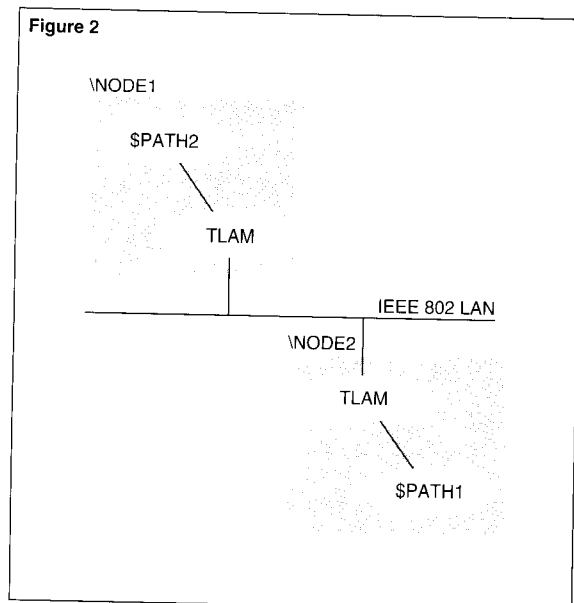 Figure 2
\NODE1
$PATH2
TLAM
IEEE 802 LAN
\NODE2
TLAM
$PATH1